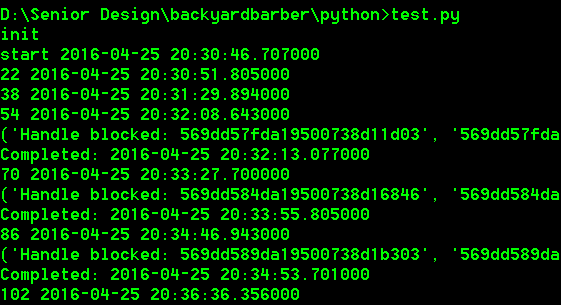 D:\Senior Design\backyardbarber\python>test.py
init
start 2016-04-25 20:30:46.707000
22 2016-04-25 20:30:51.805000
38 2016-04-25 20:31:29.894000
54 2016-04-25 20:32:08.643000
('Handle blocked: 569dd57fda19500738d11d03', '569dd57fda
Completed: 2016-04-25 20:32:13.077000
70 2016-04-25 20:33:27.700000
('Handle blocked: 569dd584da19500738d16846', '569dd584da
Completed: 2016-04-25 20:33:55.805000
86 2016-04-25 20:34:46.943000
('Handle blocked: 569dd589da19500738d1b303', '569dd589da
Completed: 2016-04-25 20:34:53.701000
102 2016-04-25 20:36:36.356000